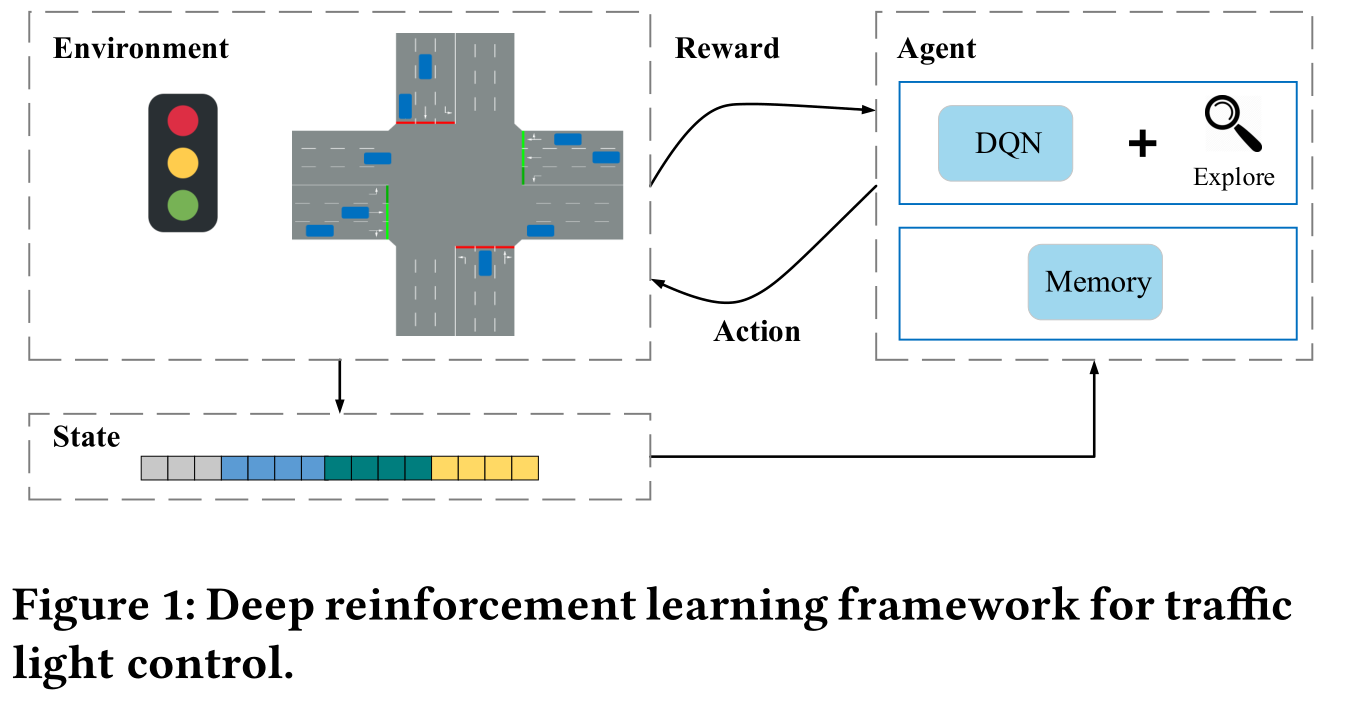 Environment
Reward
Agent
DQN
+
Explore
Memory
Action
State
Figure 1: Deep reinforcement learning framework for traffic
light control.